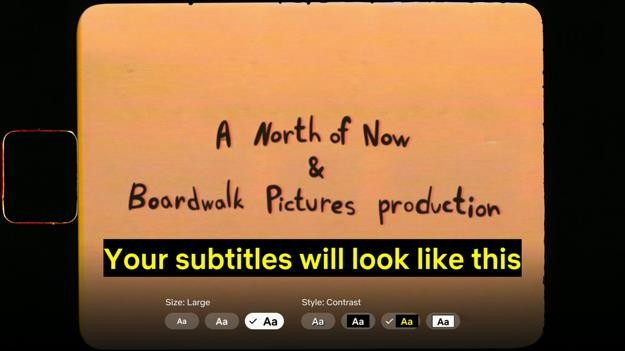 A North of Now
&
Boardwalk Pictures production
Your subtitles will look like this
Size: Large Style: Contrast
Aa Aa Aa Aa Aa Aa Aa